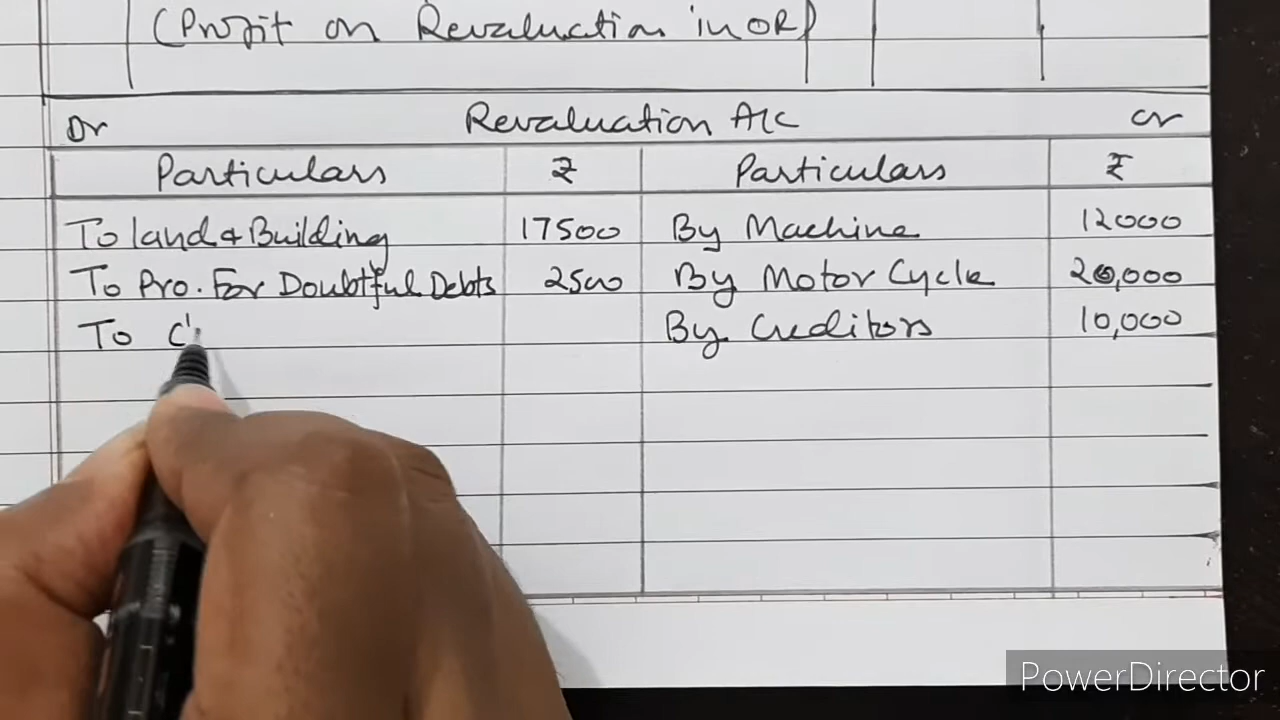 (Profit on Revaluation in OR)
Dr Revaluation A/c cr
Particulars ₹ Particulars ₹
To land & Building 17500 By Machine 12000
To Pro. For Doubtful Debts 2500 By Motor Cycle 20,000
To C' By Creditors 10,000
PowerDirector